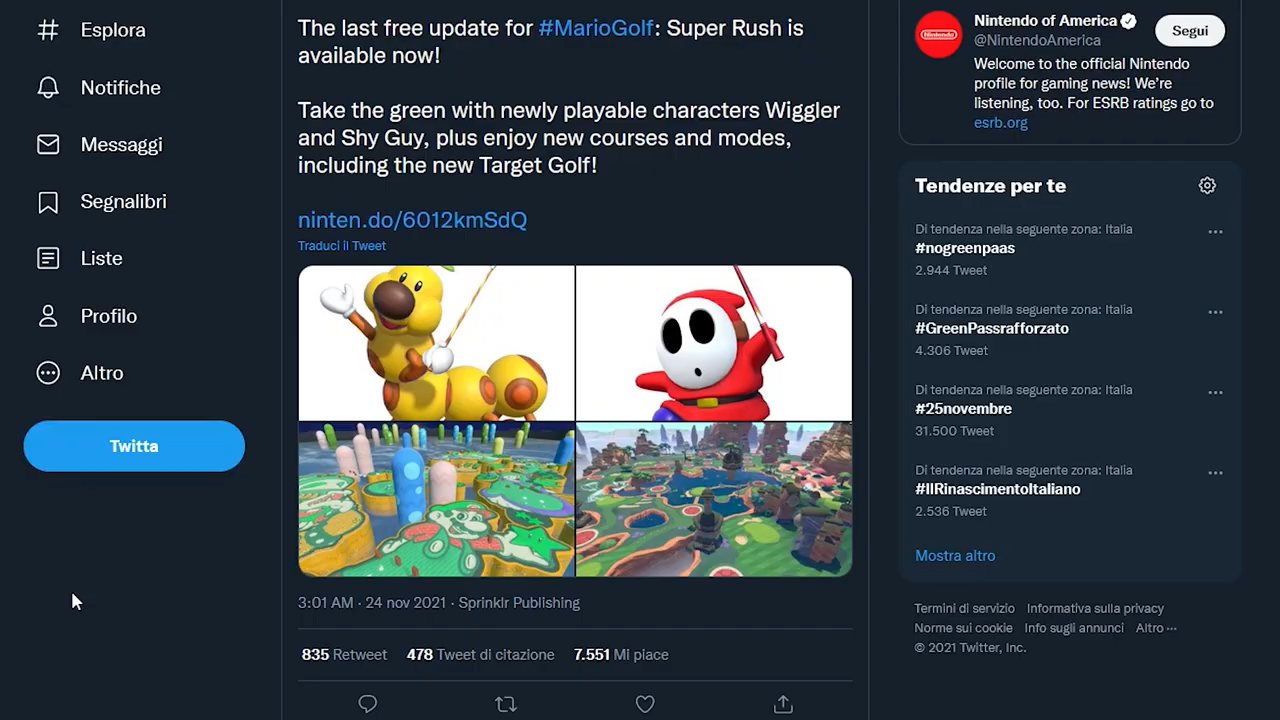 Esplora
Notifiche
Messaggi
Segnalibri
Liste
Profilo
Altro
Twitta
The last free update for #MarioGolf: Super Rush is
available now!
Take the green with newly playable characters Wiggler
and Shy Guy, plus enjoy new courses and modes,
including the new Target Golf!
ninten.do/6012kmSdQ
Traduci il Tweet
3:01 AM · 24 nov 2021 · Sprinklr Publishing
835 Retweet 478 Tweet di citazione 7.551 Mi piace
Nintendo
Nintendo of America
@NintendoAmerica
Segui
Welcome to the official Nintendo
profile for gaming news! We're
listening, too. For ESRB ratings go to
esrb.org
Tendenze per te
Di tendenza nella seguente zona: Italia
#nogreenpaas
2.944 Tweet
Di tendenza nella seguente zona: Italia
#GreenPassrafforzato
4.306 Tweet
Di tendenza nella seguente zona: Italia
#25novembre
31.500 Tweet
Di tendenza nella seguente zona: Italia
#IlRinascimentoItaliano
2.536 Tweet
Mostra altro
Termini di servizio Informativa sulla privacy
Norme sui cookie Info sugli annunci Altro ···
© 2021 Twitter, Inc.